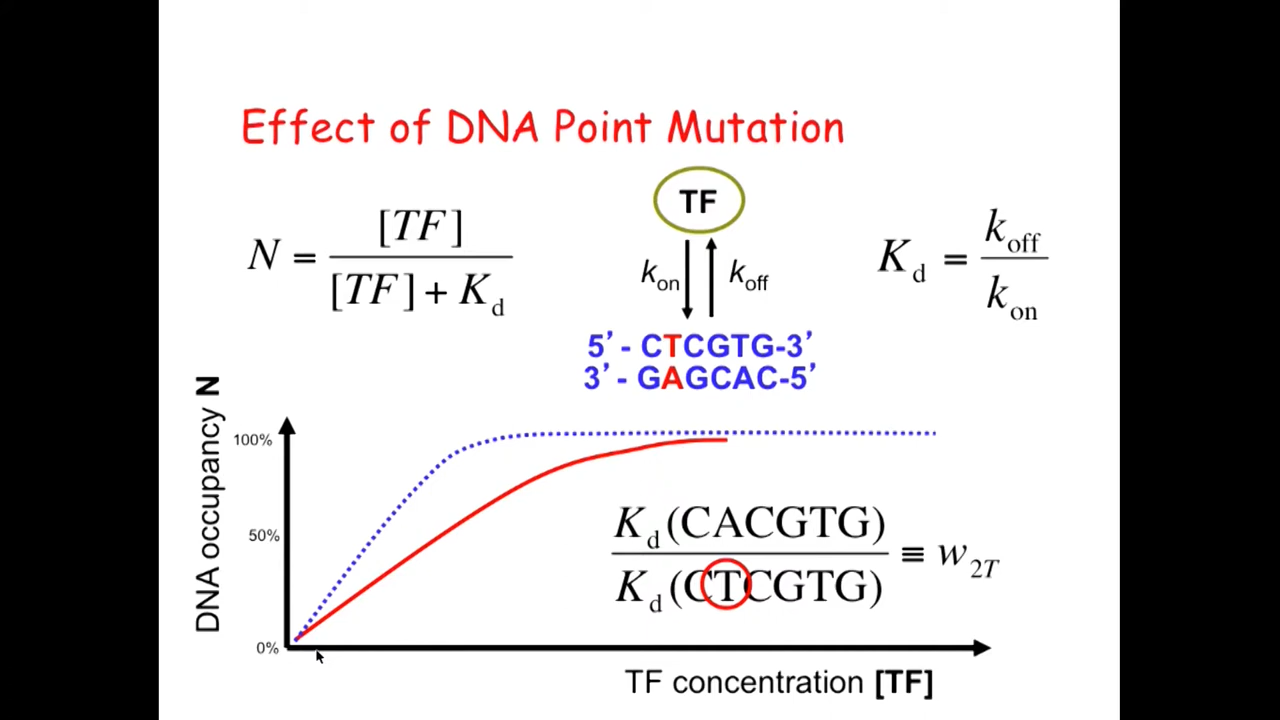 Effect of DNA Point Mutation
N = [TF] / [TF] + Kd
TF
kon koff
Kd = koff / kon
5’ - CTCGTG-3’
3’ - GAGCAC-5’
DNA occupancy N
100%
50%
0%
Kd (CACGTG) / Kd (CTCGTG) ≡ w2T
TF concentration [TF]